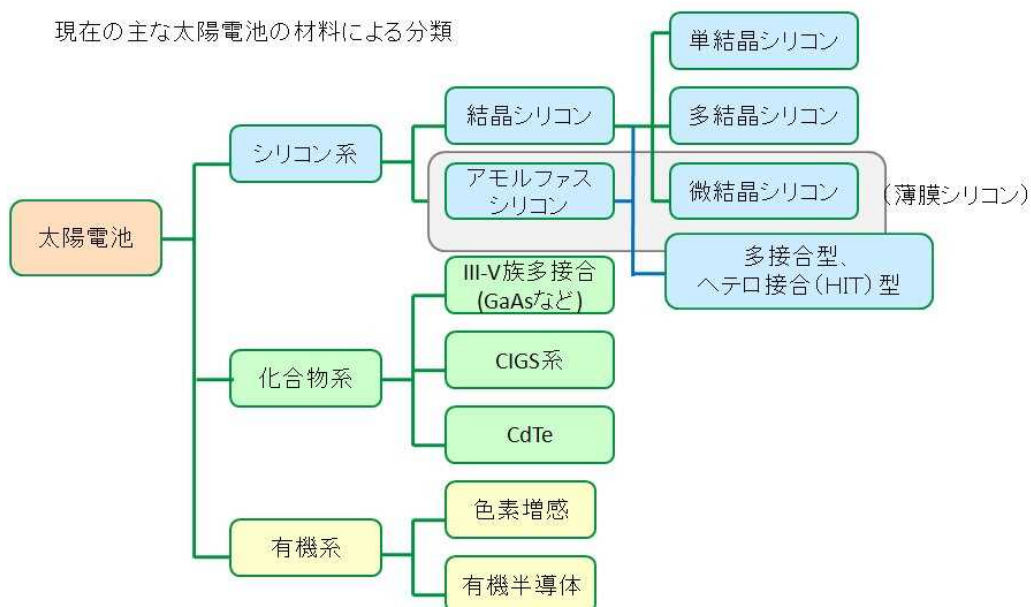 現在の主な太陽電池の材料による分類
太陽電池
シリコン系
結晶シリコン
アモルファス
シリコン
単結晶シリコン
多結晶シリコン
微結晶シリコン
(薄膜シリコン)
多接合型、
ヘテロ接合(HIT)型
化合物系
III-V族多接合
(GaAsなど)
CIGS系
CdTe
有機系
色素増感
有機半導体